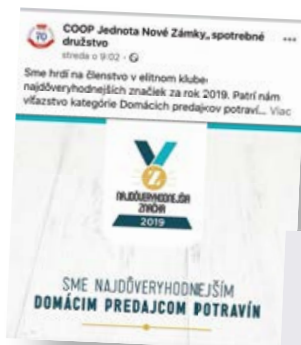 COOP Jednota Nové Zámky, spotrebné
družstvo
streda o 9:02
Sme hrdí na členstvo v elitnom klube
najdôveryhodnejších značiek za rok 2019. Patrí nám
víťazstvo kategórie Domácich predajcov potraví... Viac
NAJDÔVERYHODNEJŠIA
ZNAČKA
2019
SME NAJDÔVERYHODNEJŠÍM
DOMÁCIM PREDAJCOM POTRAVÍN